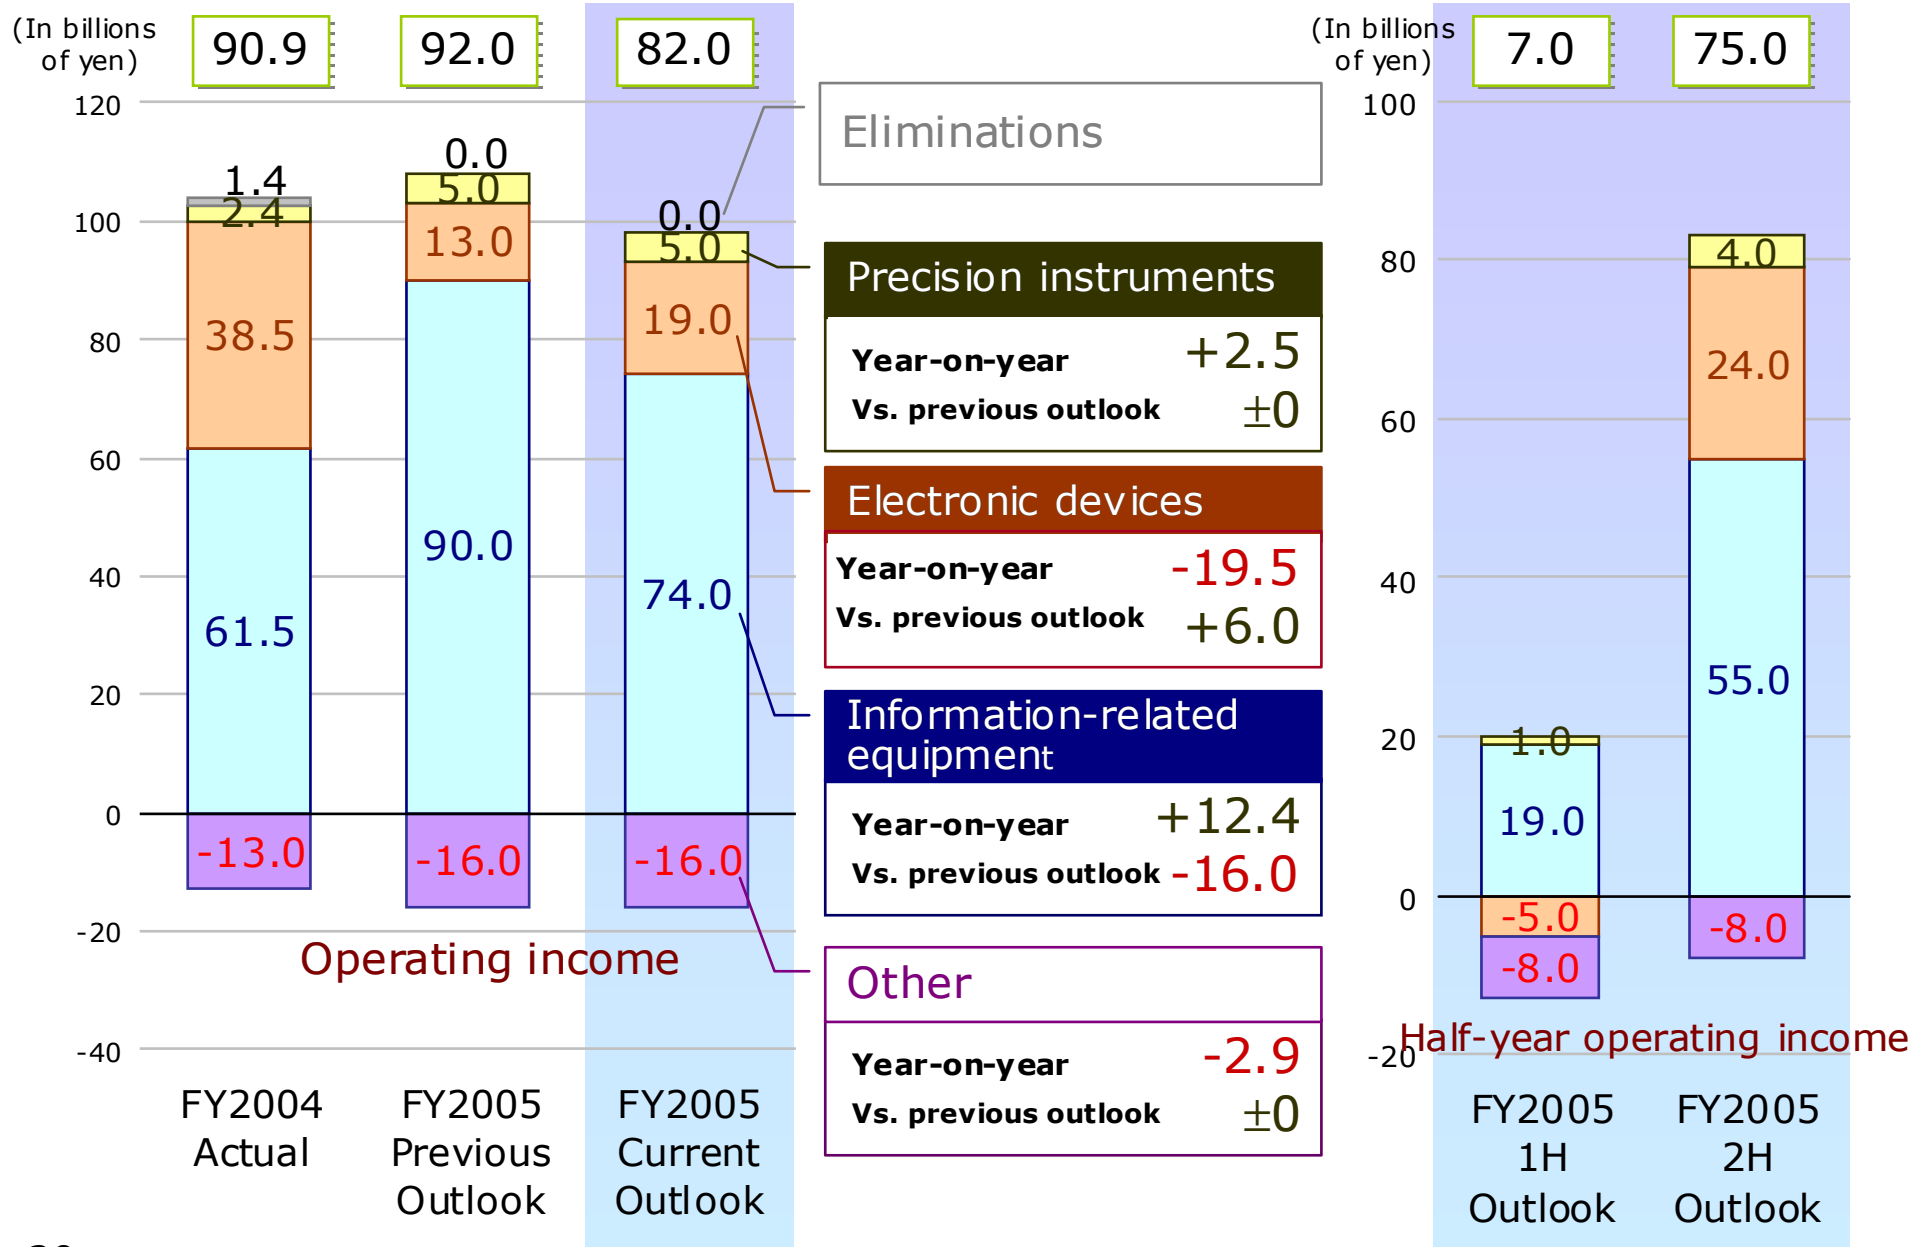 (In billions
of yen)
90.9
92.0
82.0
120
100
80
60
40
20
0
-20
-40
1.4
2.4
38.5
61.5
-13.0
0.0
5.0
13.0
90.0
-16.0
0.0
5.0
19.0
74.0
-16.0
Operating income
FY2004
Actual
FY2005
Previous
Outlook
FY2005
Current
Outlook
Eliminations
Precision instruments
Year-on-year +2.5
Vs. previous outlook ±0
Electronic devices
Year-on-year -19.5
Vs. previous outlook +6.0
Information-related
equipment
Year-on-year +12.4
Vs. previous outlook -16.0
Other
Year-on-year -2.9
Vs. previous outlook ±0
(In billions
of yen)
7.0
75.0
100
80
60
40
20
0
-20
1.0
19.0
-5.0
-8.0
4.0
24.0
55.0
-8.0
Half-year operating income
FY2005
1H
Outlook
FY2005
2H
Outlook